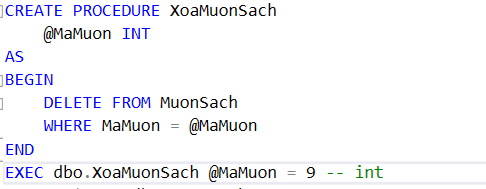 CREATE PROCEDURE XoaMuonSach
    @MaMuon INT
AS
BEGIN
    DELETE FROM MuonSach
    WHERE MaMuon = @MaMuon
END
EXEC dbo.XoaMuonSach @MaMuon = 9 -- int